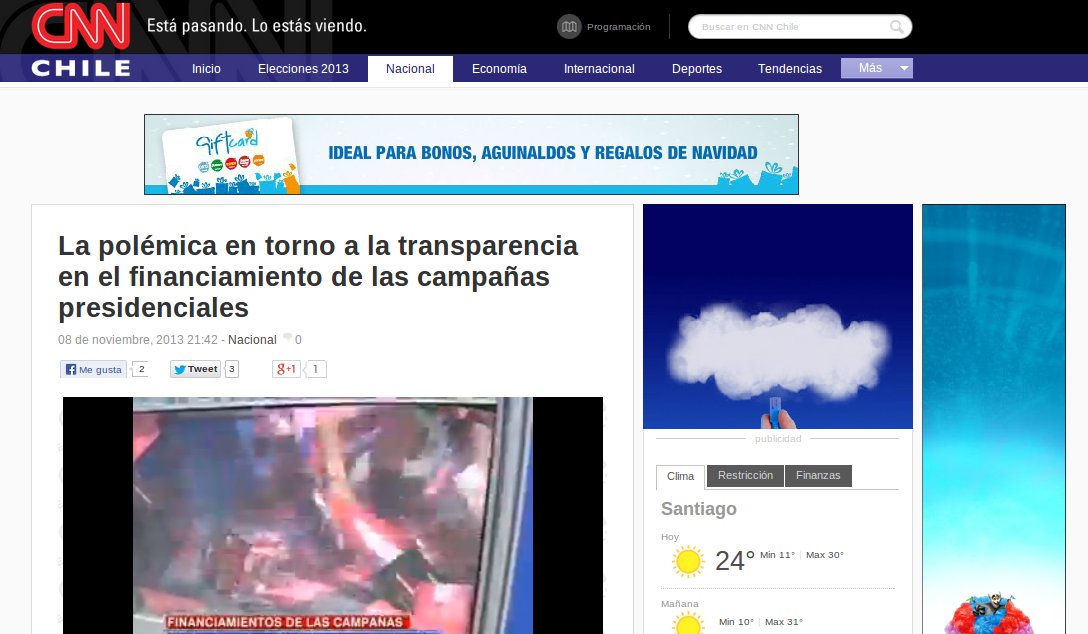 CNN
CHILE
Está pasando. Lo estás viendo.
Programación
Buscar en CNN Chile
Inicio
Elecciones 2013
Nacional
Economía
Internacional
Deportes
Tendencias
Más
giftcard
IDEAL PARA BONOS, AGUINALDOS Y REGALOS DE NAVIDAD
La polémica en torno a la transparencia
en el financiamiento de las campañas
presidenciales
08 de noviembre, 2013 21:42 - Nacional 0
Me gusta 2
Tweet 3
g+1 1
FINANCIAMIENTOS DE LAS CAMPAÑAS
publicidad
Clima
Restricción
Finanzas
Santiago
Hoy
24° Min 11° | Max 30°
Mañana
Min 10° | Max 31°